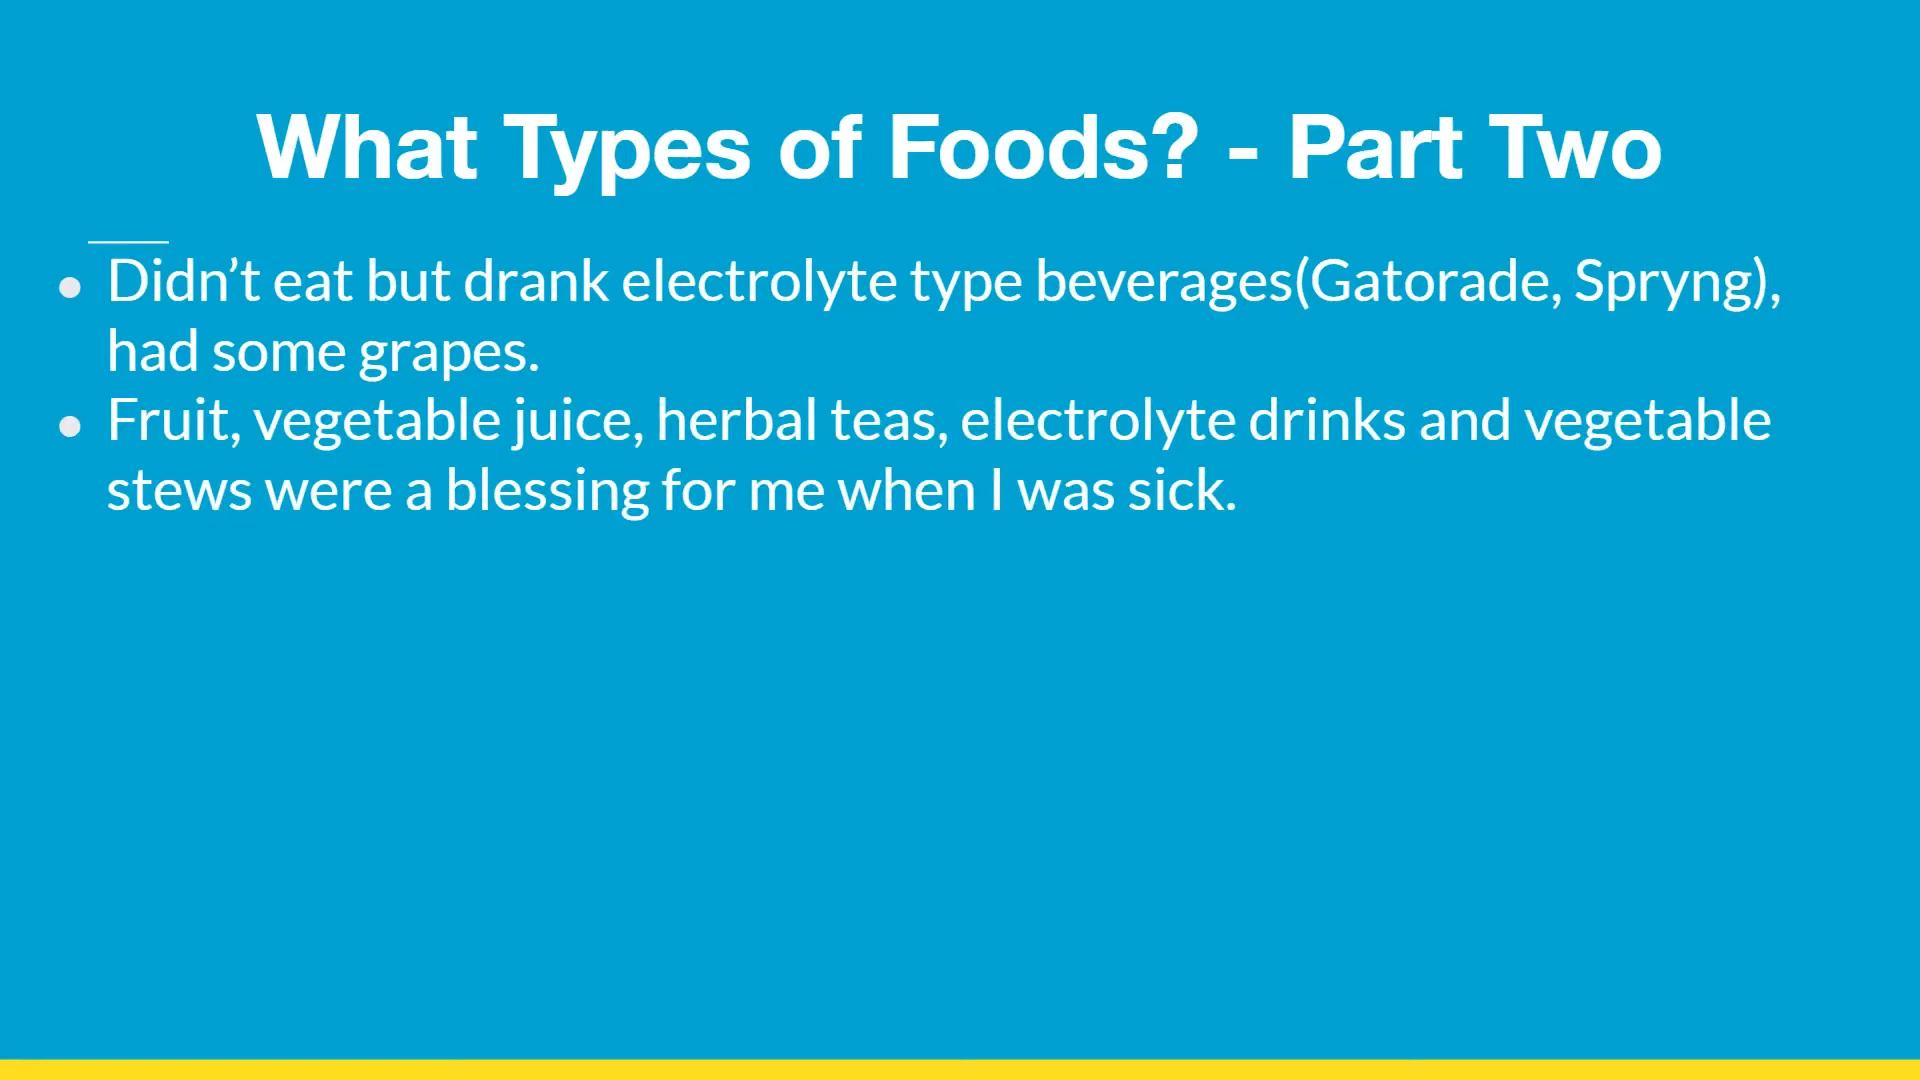 What Types of Foods? - Part Two
● Didn’t eat but drank electrolyte type beverages(Gatorade, Spryng),
had some grapes.
● Fruit, vegetable juice, herbal teas, electrolyte drinks and vegetable
stews were a blessing for me when I was sick.